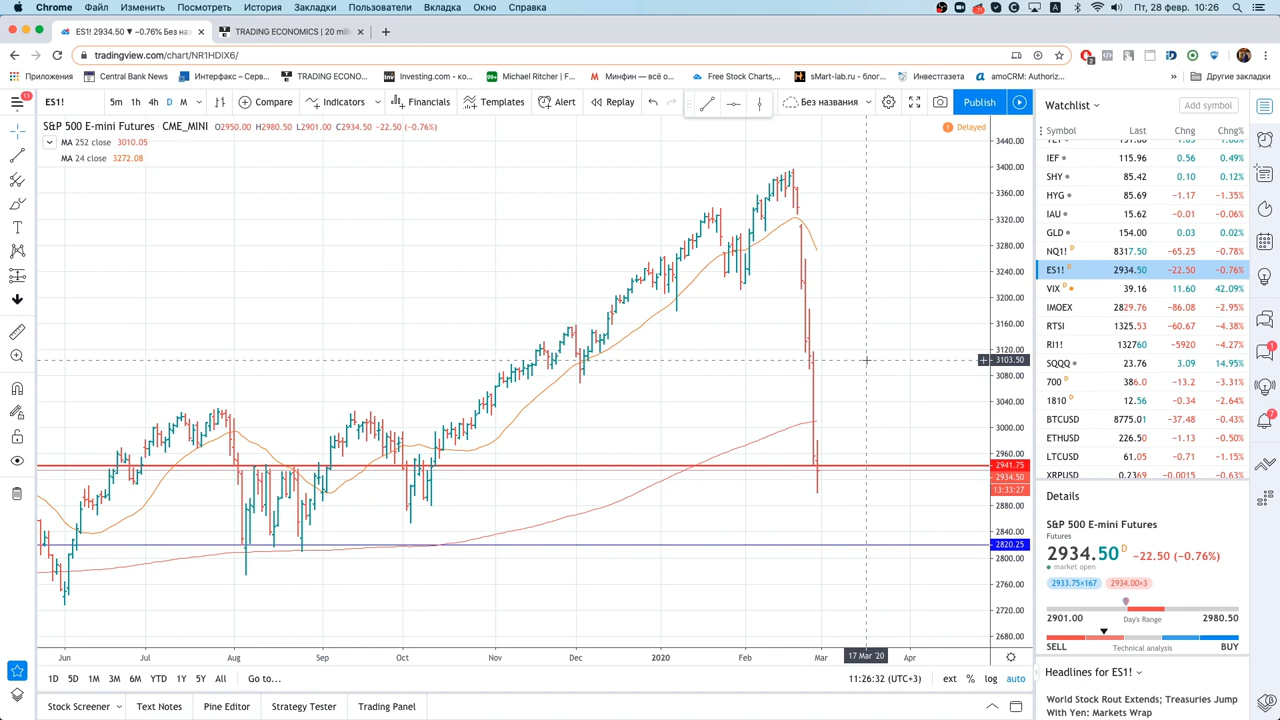 Chrome Файл Изменить Посмотреть История Закладки Пользователи Вкладка Окно Справка Пт, 28 февр. 10:26
ES1! 2934.50 ▼ −0.76% Без наз TRADING ECONOMICS | 20 mill
tradingview.com/chart/NR1HDIX6/
Приложения Central Bank News Интерфакс – Серв... TRADING ECONO... Investing.com - ко... Michael Ritcher | F... Минфин — всё о... Free Stock Charts,... sMart-lab.ru - блог... Инвестгазета amoCRM: Authoriz... » Другие закладки
ES1! 5m 1h 4h D M Compare Indicators Financials Templates Alert Replay Без названия Publish
Watchlist Add symbol
S&P 500 E-mini Futures · CME_MINI O2950.00 L2901.00 C2934.50 −22.50 (−0.76%)
Delayed
MA 252 close 3010.05
MA 24 close 3272.08
3440.00
3400.00
3360.00
3320.00
3280.00
3240.00
3200.00
3160.00
3120.00
3103.50
3080.00
3040.00
3000.00
2960.00
2941.75
2934.50
13:33:27
2880.00
2840.00
2820.25
2800.00
2760.00
2720.00
2680.00
Jun Jul Aug Sep Oct Nov Dec 2020 Feb Mar 17 Mar '20 Apr
1D 5D 1M 3M 6M YTD 1Y 5Y All Go to... 11:26:32 (UTC+3) ext % log auto
Stock Screener Text Notes Pine Editor Strategy Tester Trading Panel
Symbol Last Chng Chng%
IEF 115.96 0.56 0.49%
SHY 85.42 0.10 0.12%
HYG 85.69 −1.17 −1.35%
IAU 15.62 −0.01 −0.06%
GLD 154.00 0.03 0.02%
NQ1! D 8317.50 −65.25 −0.78%
ES1! D 2934.50 −22.50 −0.76%
VIX D 39.16 11.60 42.09%
IMOEX 2829.76 −86.08 −2.95%
RTSI 1325.53 −60.67 −4.38%
RI1! 132760 −5920 −4.27%
SQQQ 23.76 3.09 14.95%
700 D 386.0 −13.2 −3.31%
1810 D 12.56 −0.34 −2.64%
BTCUSD 8775.01 −37.48 −0.43%
ETHUSD 226.50 −1.13 −0.50%
LTCUSD 61.05 −0.71 −1.15%
XRPUSD 0.2369 −0.0015 −0.63%
Details
S&P 500 E-mini Futures
Futures
2934.50 D −22.50 (−0.76%)
market open
2933.75×167 2934.00×3
2901.00 Day's Range 2980.50
SELL Technical analysis BUY
Headlines for ES1!
World Stock Rout Extends; Treasuries Jump
With Yen: Markets Wrap